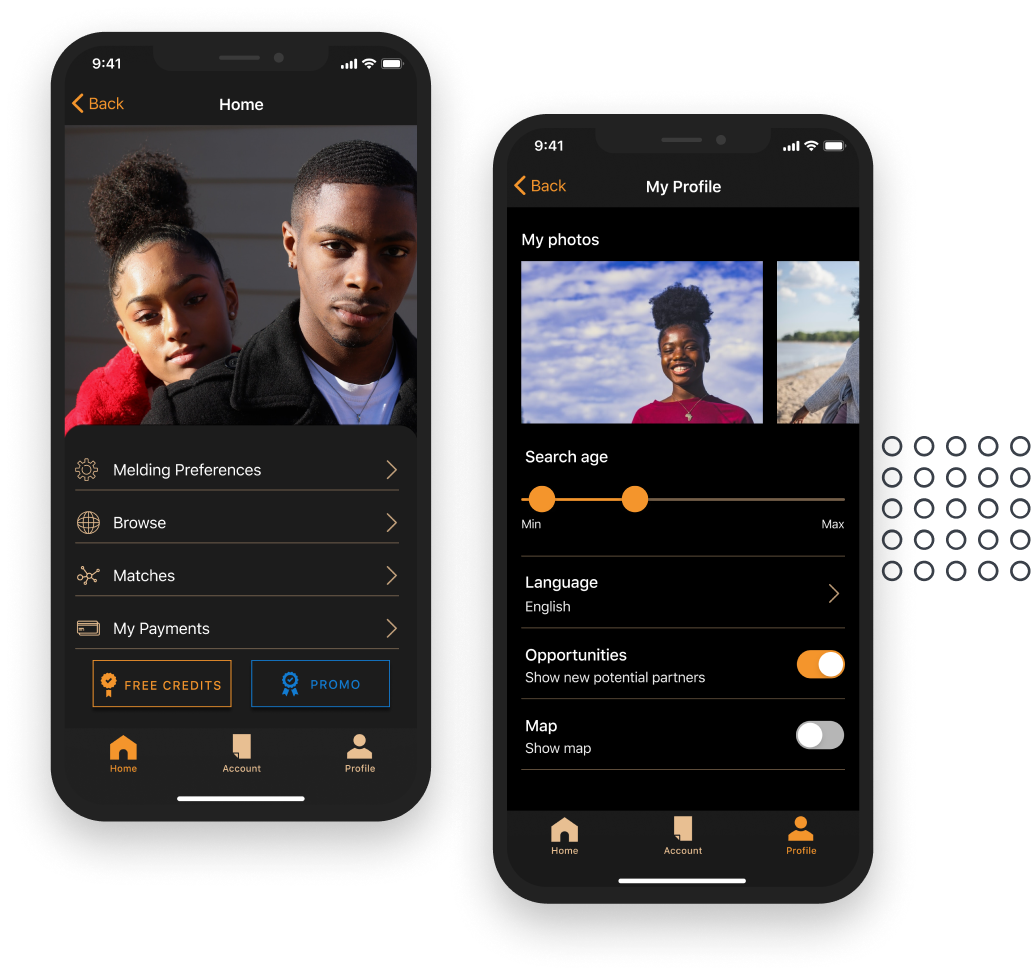 9:41
Back
Home
Melding Preferences
Browse
Matches
My Payments
FREE CREDITS
PROMO
Home
Account
Profile
9:41
Back
My Profile
My photos
Search age
Min
Max
Language
English
Opportunities
Show new potential partners
Map
Show map
Home
Account
Profile